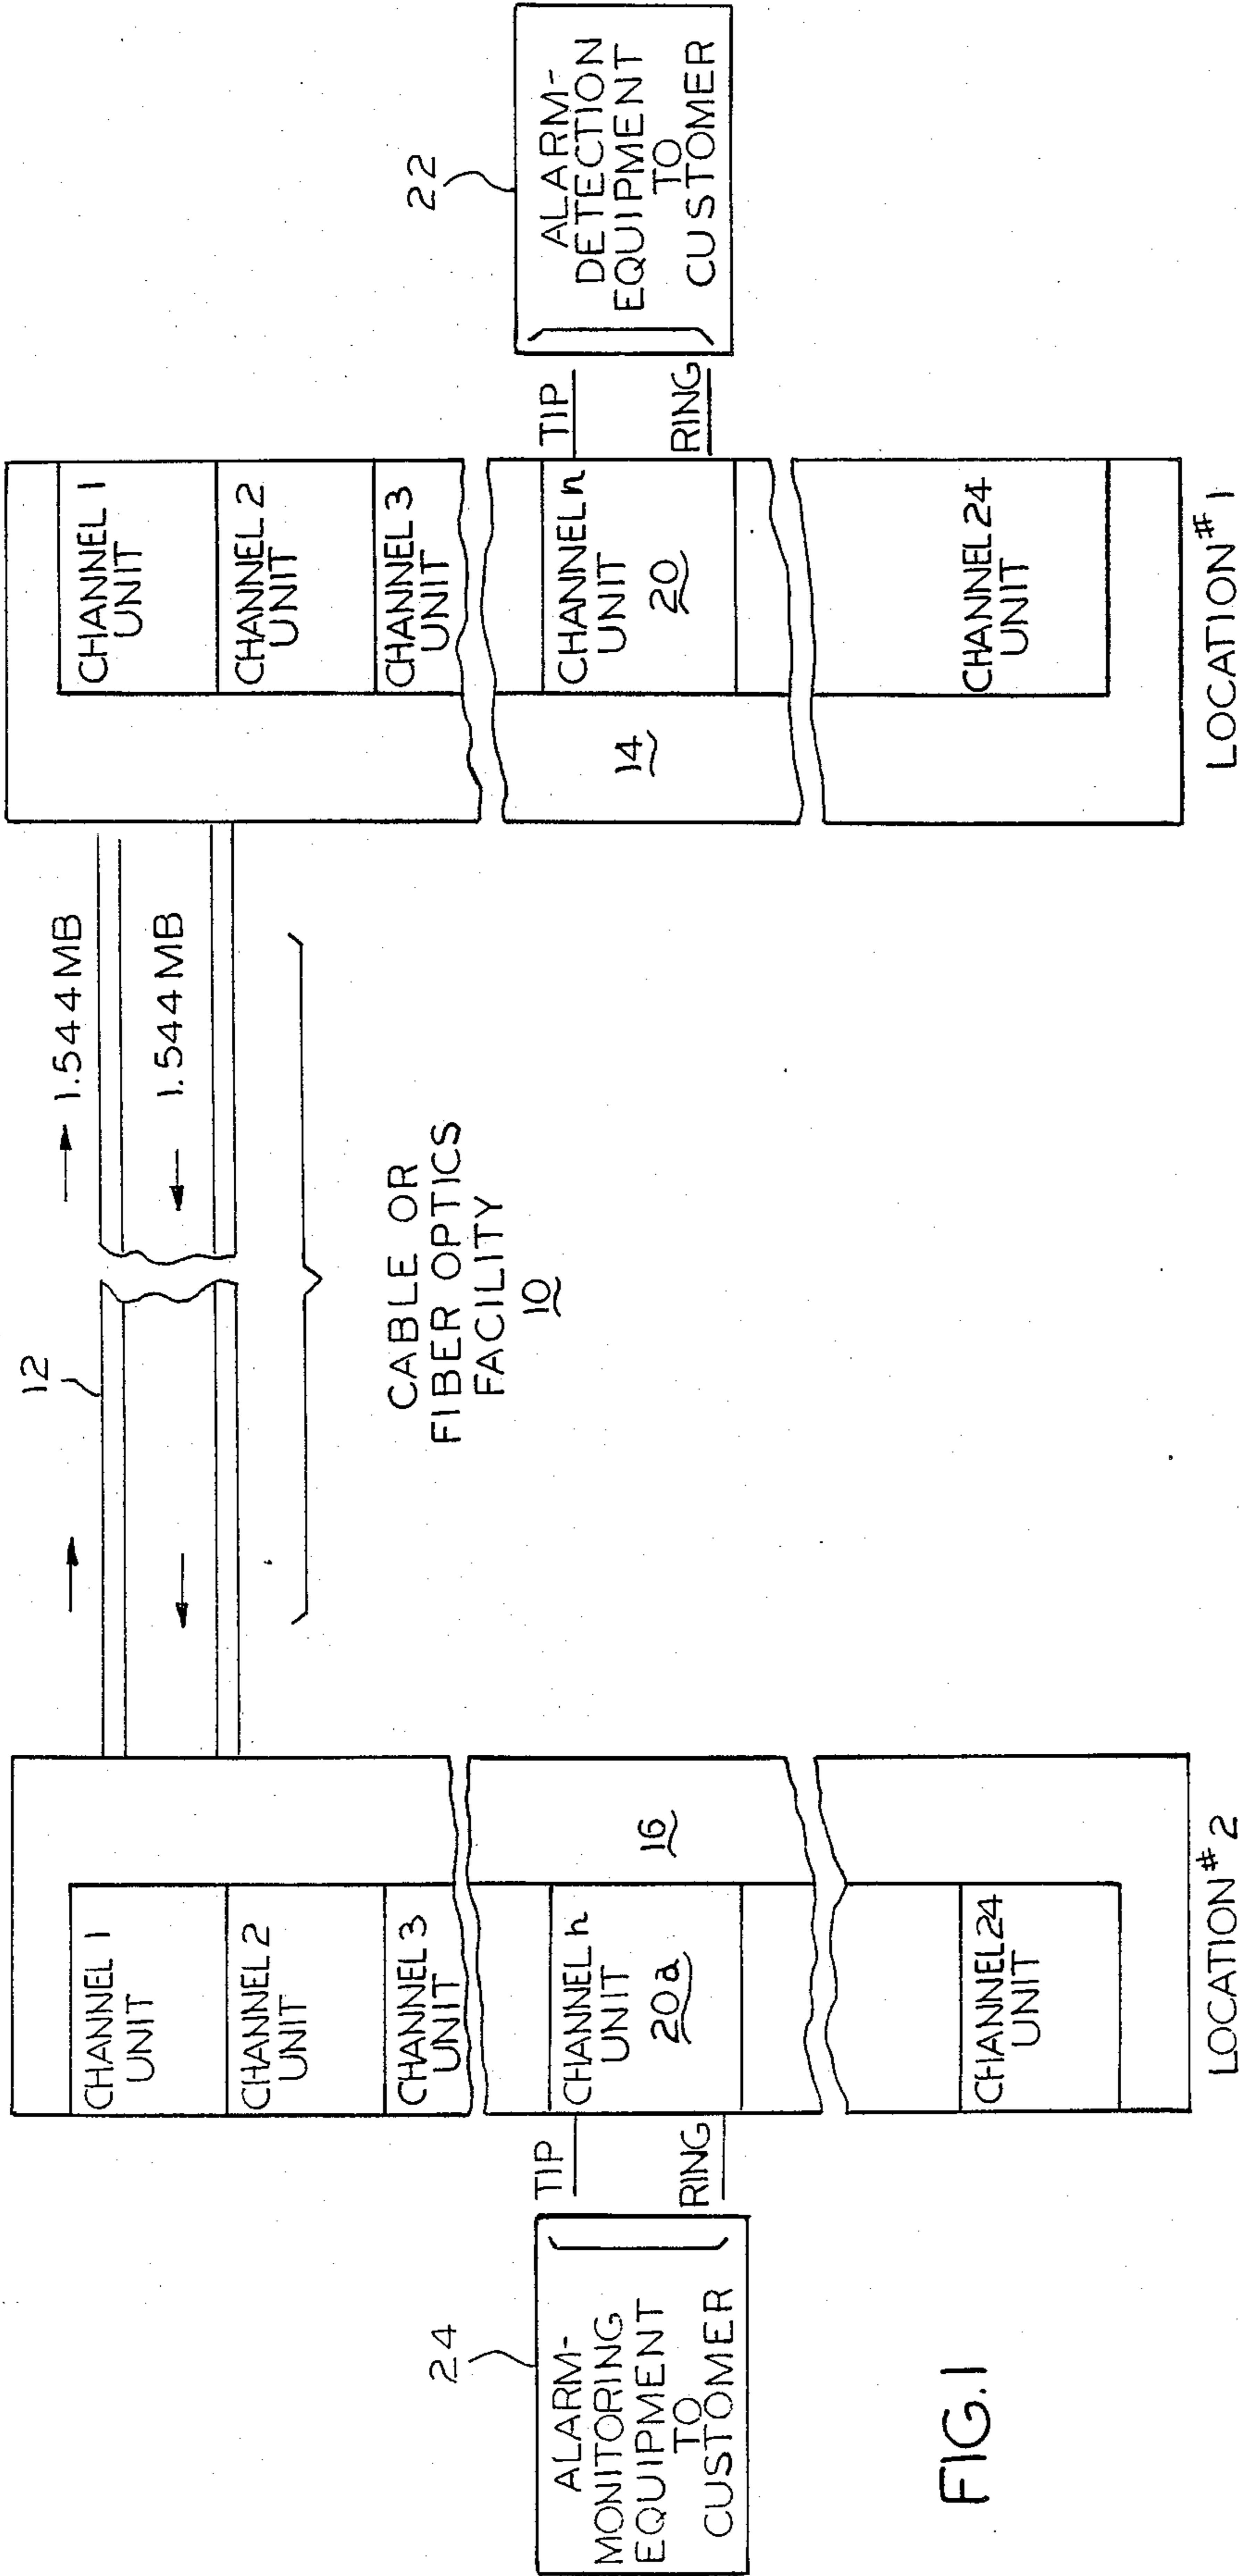 12
1.544 MB
1.544 MB
CABLE OR
FIBER OPTICS
FACILITY
10
CHANNEL 1
UNIT
CHANNEL 2
UNIT
CHANNEL 3
UNIT
CHANNEL n
UNIT
20a
CHANNEL 24
UNIT
16
LOCATION #2
TIP
RING
24
ALARM-
MONITORING
EQUIPMENT
TO
CUSTOMER
CHANNEL 1
UNIT
CHANNEL 2
UNIT
CHANNEL 3
UNIT
CHANNEL n
UNIT
20
CHANNEL 24
UNIT
14
LOCATION #1
TIP
RING
22
ALARM-
DETECTION
EQUIPMENT
TO
CUSTOMER
FIG.1